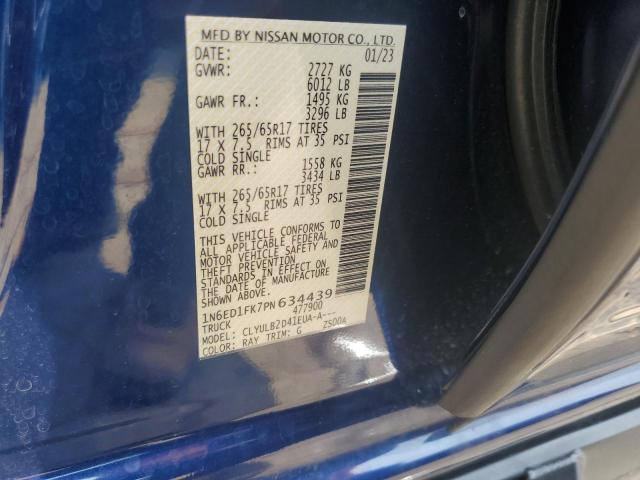 MFD BY NISSAN MOTOR CO., LTD.
DATE: 01/23
GVWR: 2727 KG
6012 LB
GAWR FR.: 1495 KG
3296 LB
WITH 265/65R17 TIRES
17 X 7.5 RIMS AT 35 PSI
COLD SINGLE
GAWR RR.: 1558 KG
3434 LB
WITH 265/65R17 TIRES
17 X 7.5 RIMS AT 35 PSI
COLD SINGLE
THIS VEHICLE CONFORMS TO
ALL APPLICABLE FEDERAL
MOTOR VEHICLE SAFETY AND
THEFT PREVENTION
STANDARDS IN EFFECT ON
THE DATE OF MANUFACTURE
SHOWN ABOVE.
1N6ED1FK7PN634439
TRUCK 477900
MODEL: CLYULB2D41EUA-A---
COLOR: RAY TRIM: G Z500A